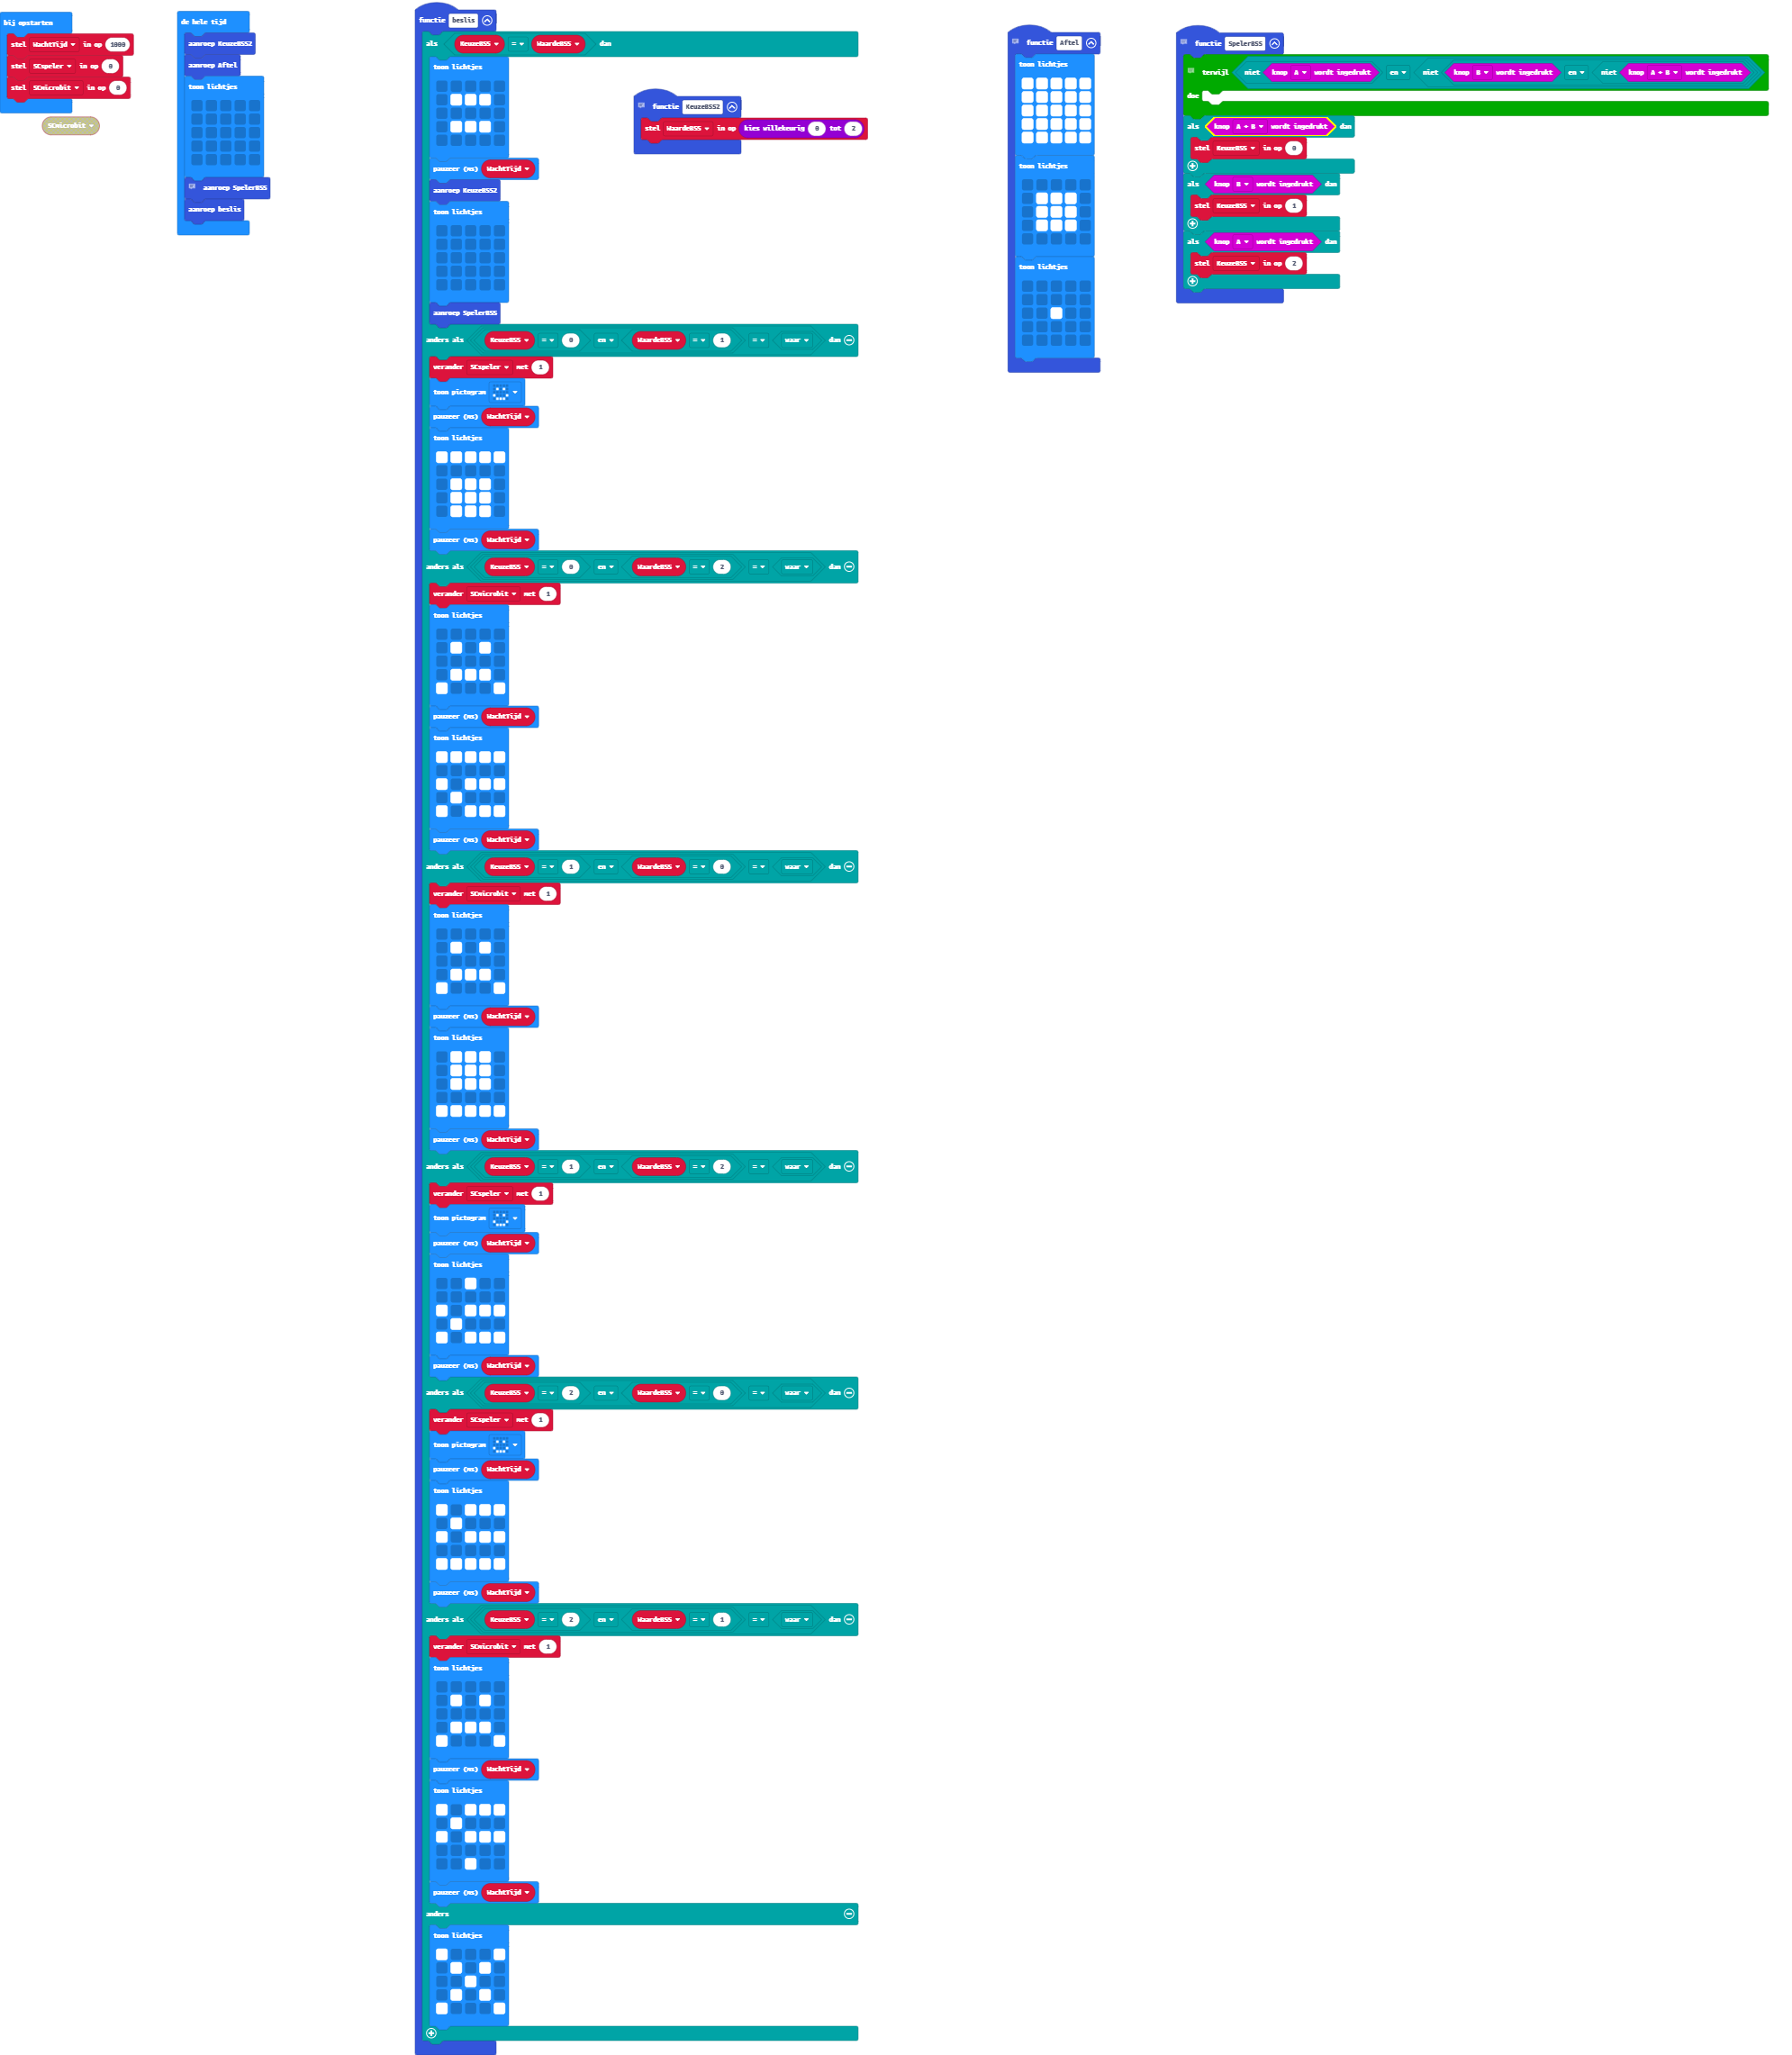 bij opstarten
stel WachtTijd in op 1000
stel SCspeler in op 0
stel SCmicrobit in op 0
SCmicrobit
de hele tijd
aanroep KeuzeBSS2
aanroep Aftel
toon lichtjes
aanroep SpelerBSS
aanroep beslis
functie beslis
als KeuzeBSS = WaardeBSS dan
toon lichtjes
pauzeer (ms) WachtTijd
aanroep KeuzeBSS2
toon lichtjes
aanroep SpelerBSS
anders als KeuzeBSS = 0 en WaardeBSS = 1 = waar dan
verander SCspeler met 1
toon pictogram
pauzeer (ms) WachtTijd
toon lichtjes
pauzeer (ms) WachtTijd
anders als KeuzeBSS = 0 en WaardeBSS = 2 = waar dan
verander SCmicrobit met 1
toon lichtjes
pauzeer (ms) WachtTijd
toon lichtjes
pauzeer (ms) WachtTijd
anders als KeuzeBSS = 1 en WaardeBSS = 0 = waar dan
verander SCmicrobit met 1
toon lichtjes
pauzeer (ms) WachtTijd
toon lichtjes
pauzeer (ms) WachtTijd
anders als KeuzeBSS = 1 en WaardeBSS = 2 = waar dan
verander SCspeler met 1
toon pictogram
pauzeer (ms) WachtTijd
toon lichtjes
pauzeer (ms) WachtTijd
anders als KeuzeBSS = 2 en WaardeBSS = 0 = waar dan
verander SCspeler met 1
toon pictogram
pauzeer (ms) WachtTijd
toon lichtjes
pauzeer (ms) WachtTijd
anders als KeuzeBSS = 2 en WaardeBSS = 1 = waar dan
verander SCmicrobit met 1
toon lichtjes
pauzeer (ms) WachtTijd
toon lichtjes
pauzeer (ms) WachtTijd
anders
toon lichtjes
functie KeuzeBSS2
stel WaardeBSS in op kies willekeurig 0 tot 2
functie Aftel
toon lichtjes
toon lichtjes
toon lichtjes
functie SpelerBSS
terwijl niet knop A wordt ingedrukt en niet knop B wordt ingedrukt en niet knop A + B wordt ingedrukt
doe
als knop A + B wordt ingedrukt dan
stel KeuzeBSS in op 0
als knop B wordt ingedrukt dan
stel KeuzeBSS in op 1
als knop A wordt ingedrukt dan
stel KeuzeBSS in op 2